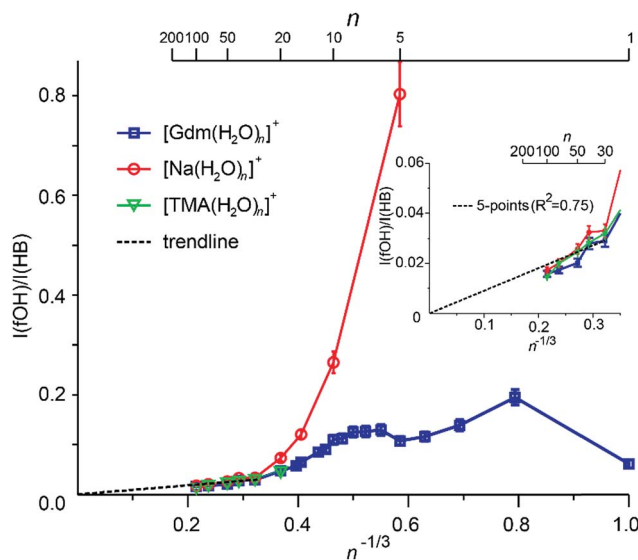 n
200 100 50 20 10 5 1
0.8
0.6
0.4
0.2
0.0
I(fOH)/I(HB)
[Gdm(H2O)n]+
[Na(H2O)n]+
[TMA(H2O)n]+
trendline
n
200 100 50 30
0.06
0.04
0.02
0
I(fOH)/I(HB)
5-points (R²=0.75)
0.1 0.2 0.3
n-1/3
0.2 0.4 0.6 0.8 1.0
n-1/3